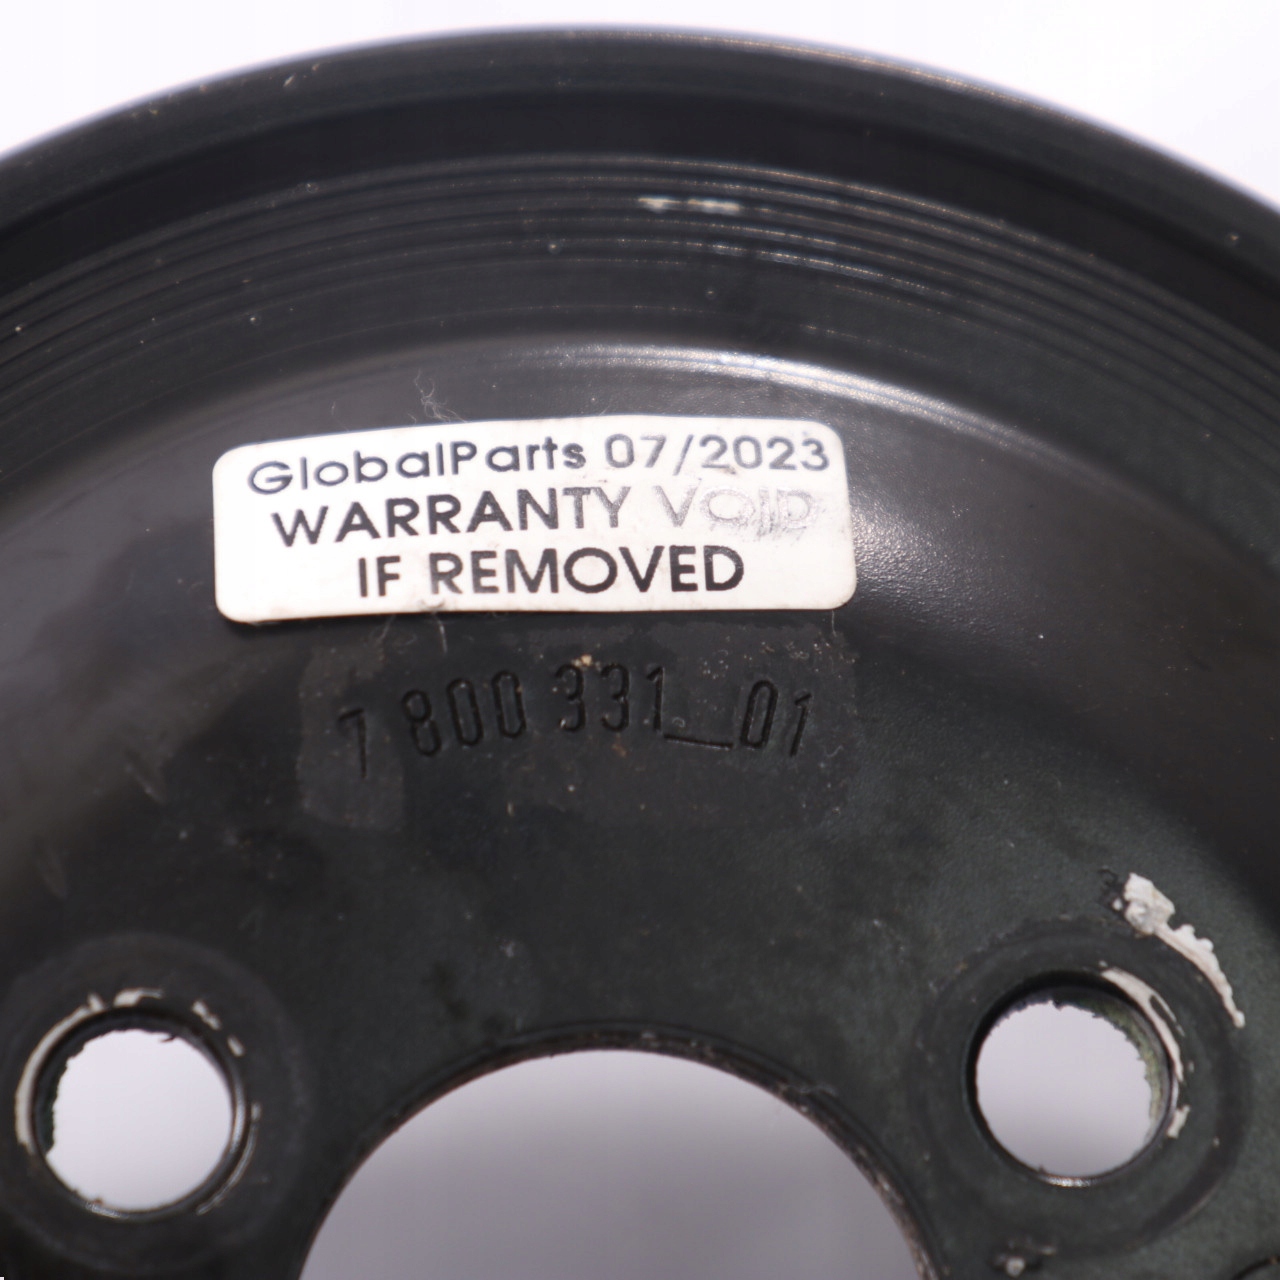 GlobalParts 07/2023
WARRANTY VOID
IF REMOVED
7 800 331_01